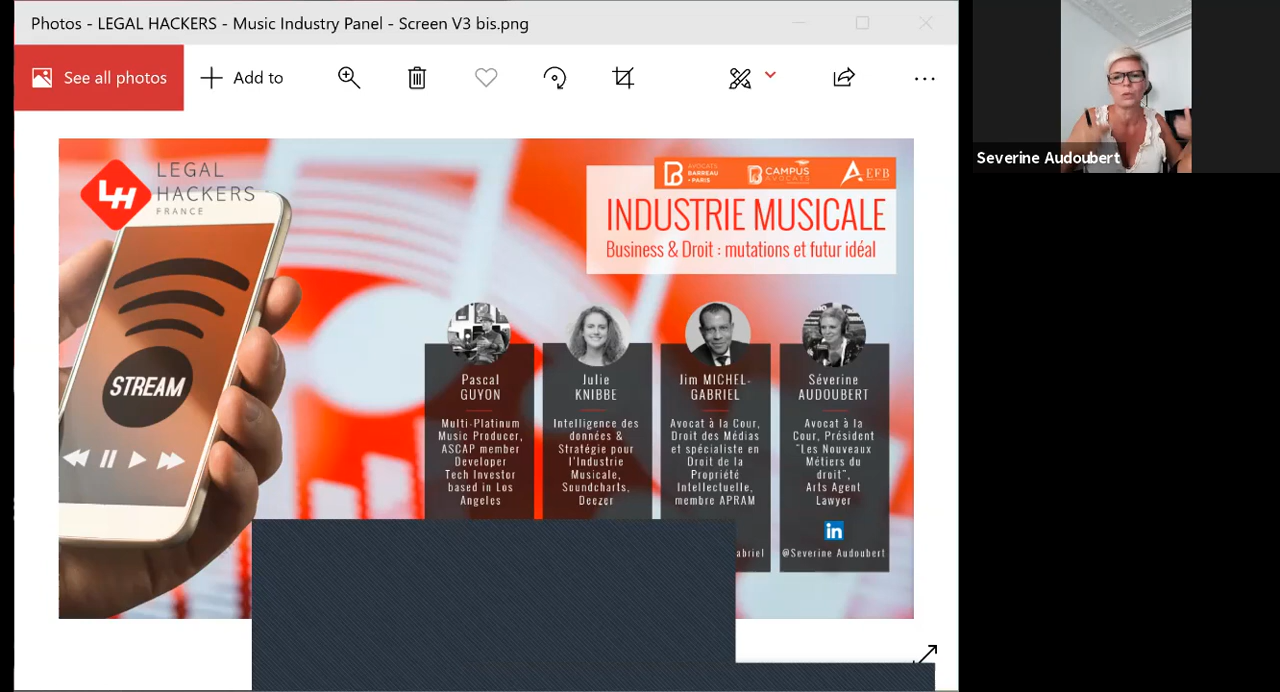 Photos - LEGAL HACKERS - Music Industry Panel - Screen V3 bis.png
See all photos
Add to
Severine Audoubert
LH
LEGAL
HACKERS
FRANCE
AVOCATS
BARREAU
PARIS
CAMPUS
AVOCATS
EFB
INDUSTRIE MUSICALE
Business & Droit : mutations et futur idéal
STREAM
Pascal
GUYON
Multi-Platinum
Music Producer,
ASCAP member
Developer
Tech Investor
based in Los
Angeles
Julie
KNIBBE
Intelligence des
données &
Stratégie pour
l'Industrie
Musicale,
Soundcharts,
Deezer
Jim MICHEL-
GABRIEL
Avocat à la Cour,
Droit des Médias
et spécialiste en
Droit de la
Propriété
Intellectuelle,
membre APRAM
abriel
Séverine
AUDOUBERT
Avocat à la
Cour, Président
"Les Nouveaux
Métiers du
droit",
Arts Agent
Lawyer
in
@Severine Audoubert